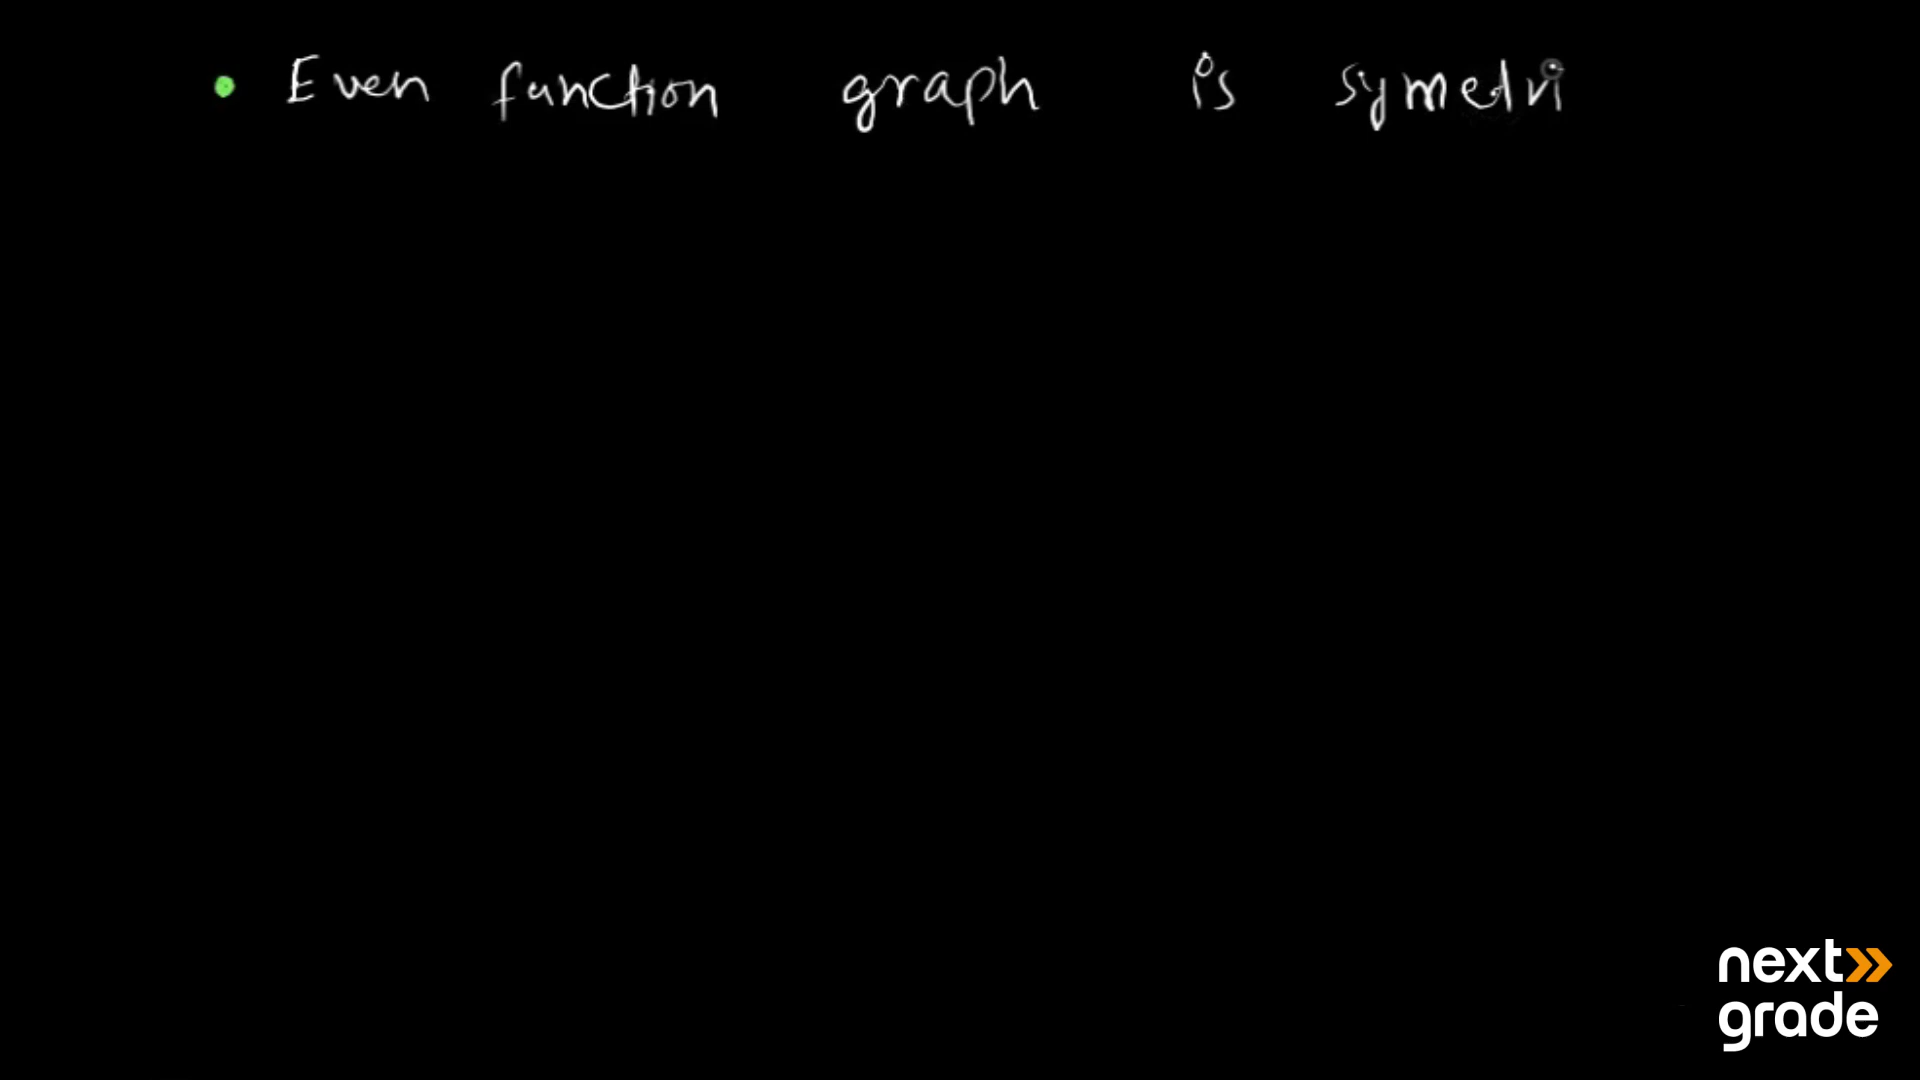 • Even function graph is symetri
next
grade